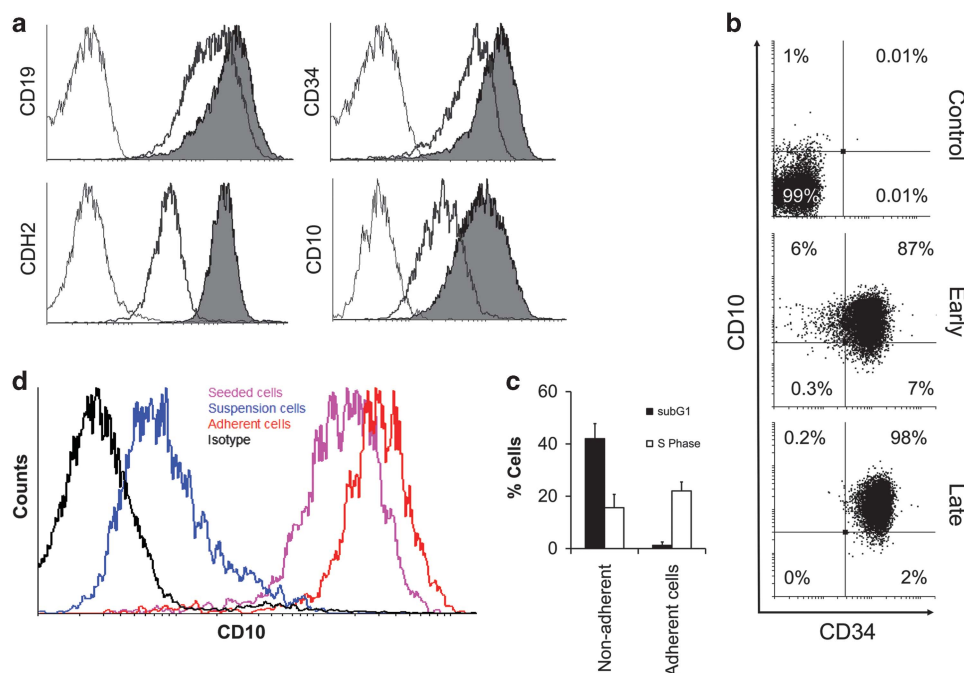 a
CD19
CD34
CDH2
CD10
b
1%
0.01%
99%
0.01%
Control
6%
87%
0.3%
7%
Early
0.2%
98%
0%
2%
Late
CD10
CD34
d
Seeded cells
Suspension cells
Adherent cells
Isotype
Counts
CD10
c
60
40
20
0
% Cells
subG1
S Phase
Non-adherent
Adherent cells